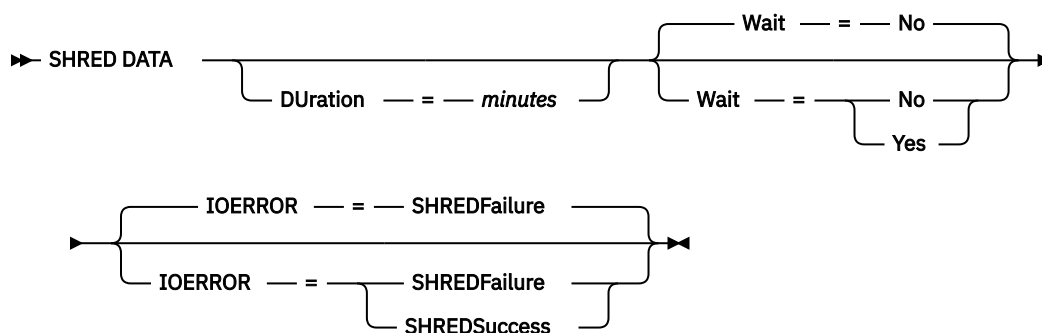 Wait = No
SHRED DATA
DUration = minutes Wait = No
Yes
IOERROR = SHREDFailure
IOERROR = SHREDFailure
SHREDSuccess